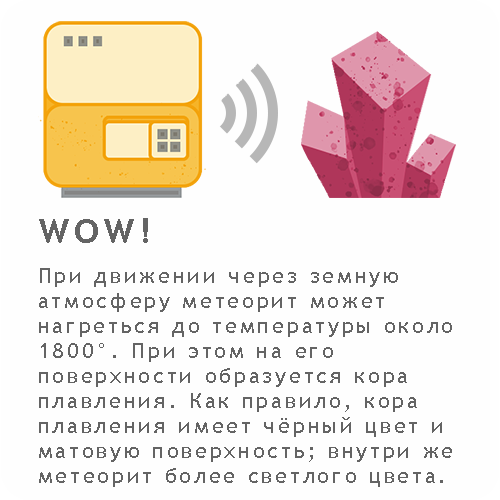 WOW!
При движении через земную
атмосферу метеорит может
нагреться до температуры около
1800°. При этом на его
поверхности образуется кора
плавления. Как правило, кора
плавления имеет чёрный цвет и
матовую поверхность; внутри же
метеорит более светлого цвета.